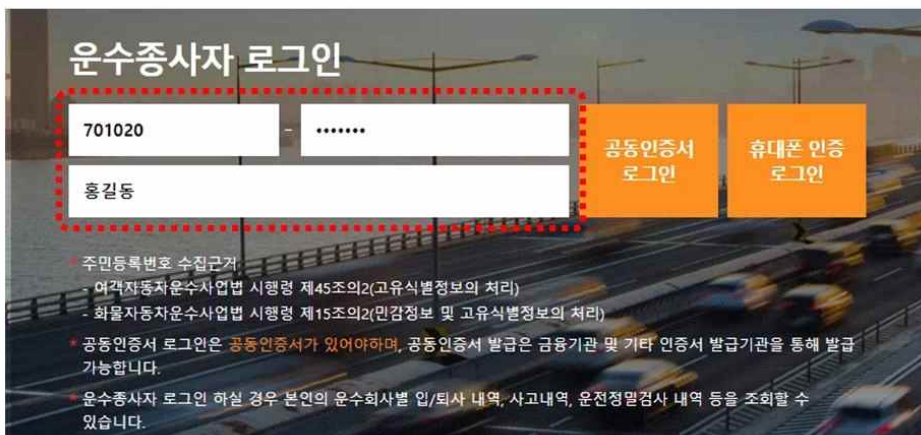 운수종사자 로그인
701020 - •••••••
홍길동
공동인증서
로그인
휴대폰 인증
로그인
* 주민등록번호 수집근거
- 여객자동차운수사업법 시행령 제45조의2(고유식별정보의 처리)
- 화물자동차운수사업법 시행령 제15조의2(민감정보 및 고유식별정보의 처리)
* 공동인증서 로그인은 공동인증서가 있어야하며, 공동인증서 발급은 금융기관 및 기타 인증서 발급기관을 통해 발급
가능합니다.
* 운수종사자 로그인 하실 경우 본인의 운수회사별 입/퇴사 내역, 사고내역, 운전정밀검사 내역 등을 조회할 수
있습니다.